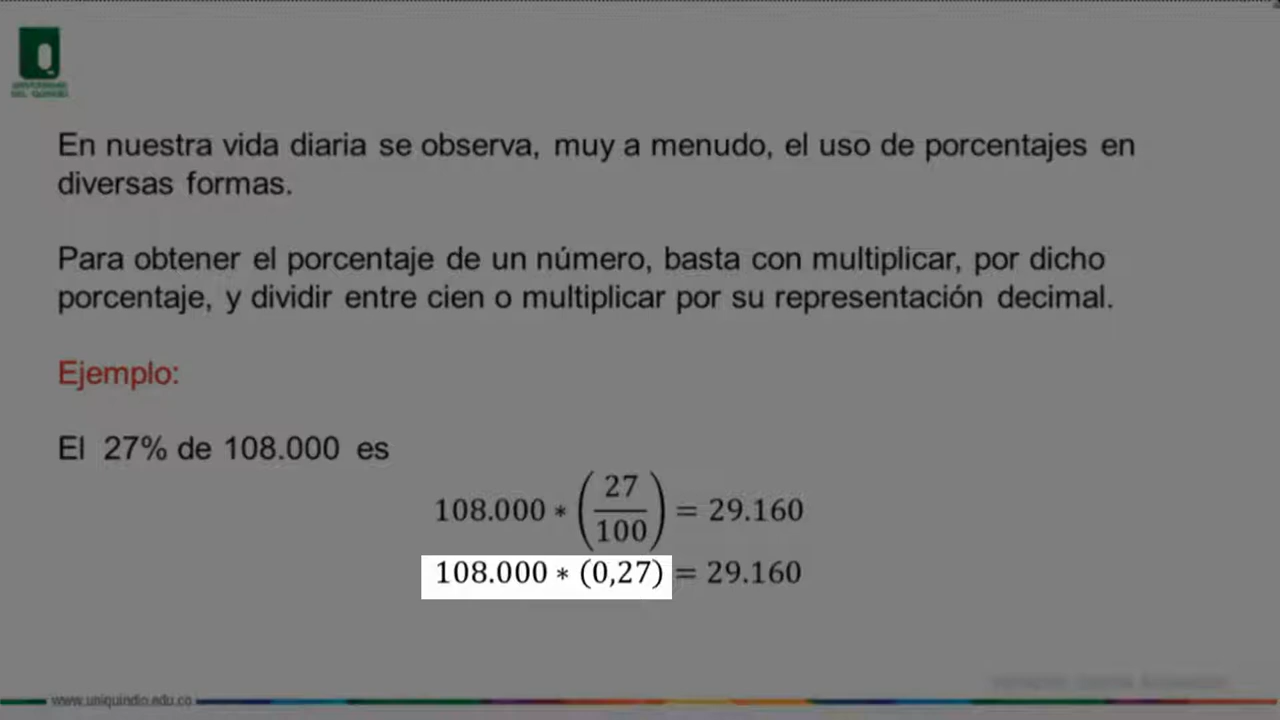 UNIVERSIDAD
DEL QUINDÍO
En nuestra vida diaria se observa, muy a menudo, el uso de porcentajes en
diversas formas.
Para obtener el porcentaje de un número, basta con multiplicar, por dicho
porcentaje, y dividir entre cien o multiplicar por su representación decimal.
Ejemplo:
El 27% de 108.000 es
108.000 ∗ (27/100) = 29.160
108.000 ∗ (0,27) = 29.160
www.uniquindio.edu.co